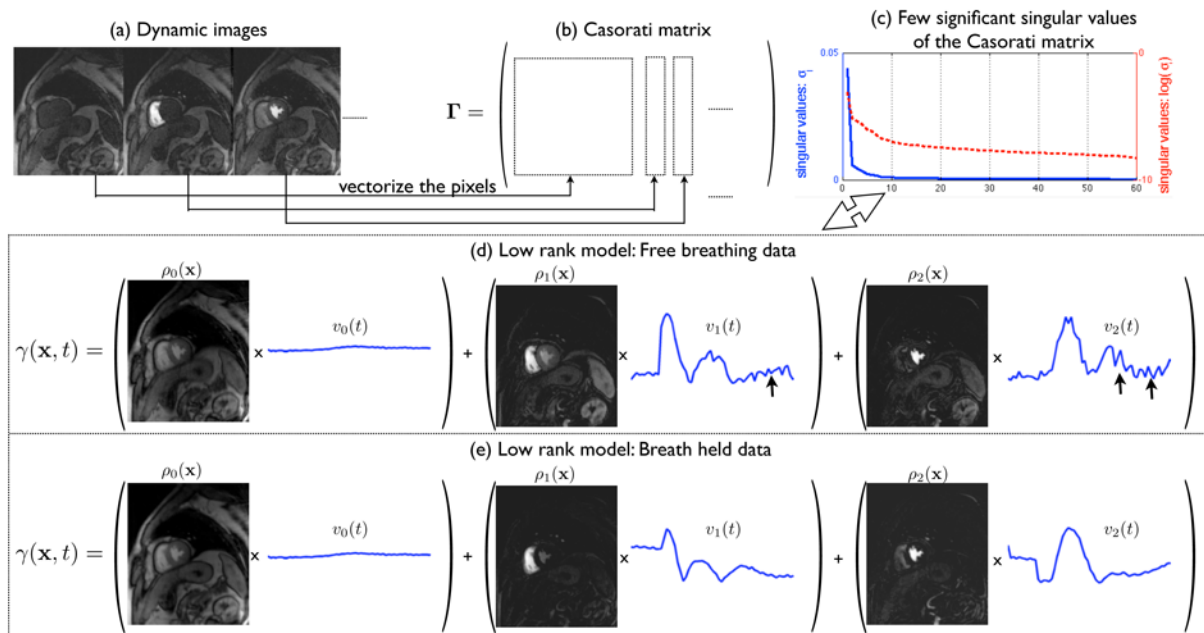 (a) Dynamic images
(b) Casorati matrix
(c) Few significant singular values
of the Casorati matrix
Γ =
vectorize the pixels
singular values: σᵢ
0.05
0
0
-10
0 10 20 30 40 50 60
singular values: log(σᵢ)
(d) Low rank model: Free breathing data
γ(x, t) =
ρ₀(x)
x
v₀(t)
+
ρ₁(x)
x
v₁(t)
+
ρ₂(x)
x
v₂(t)
(e) Low rank model: Breath held data
γ(x, t) =
ρ₀(x)
x
v₀(t)
+
ρ₁(x)
x
v₁(t)
+
ρ₂(x)
x
v₂(t)